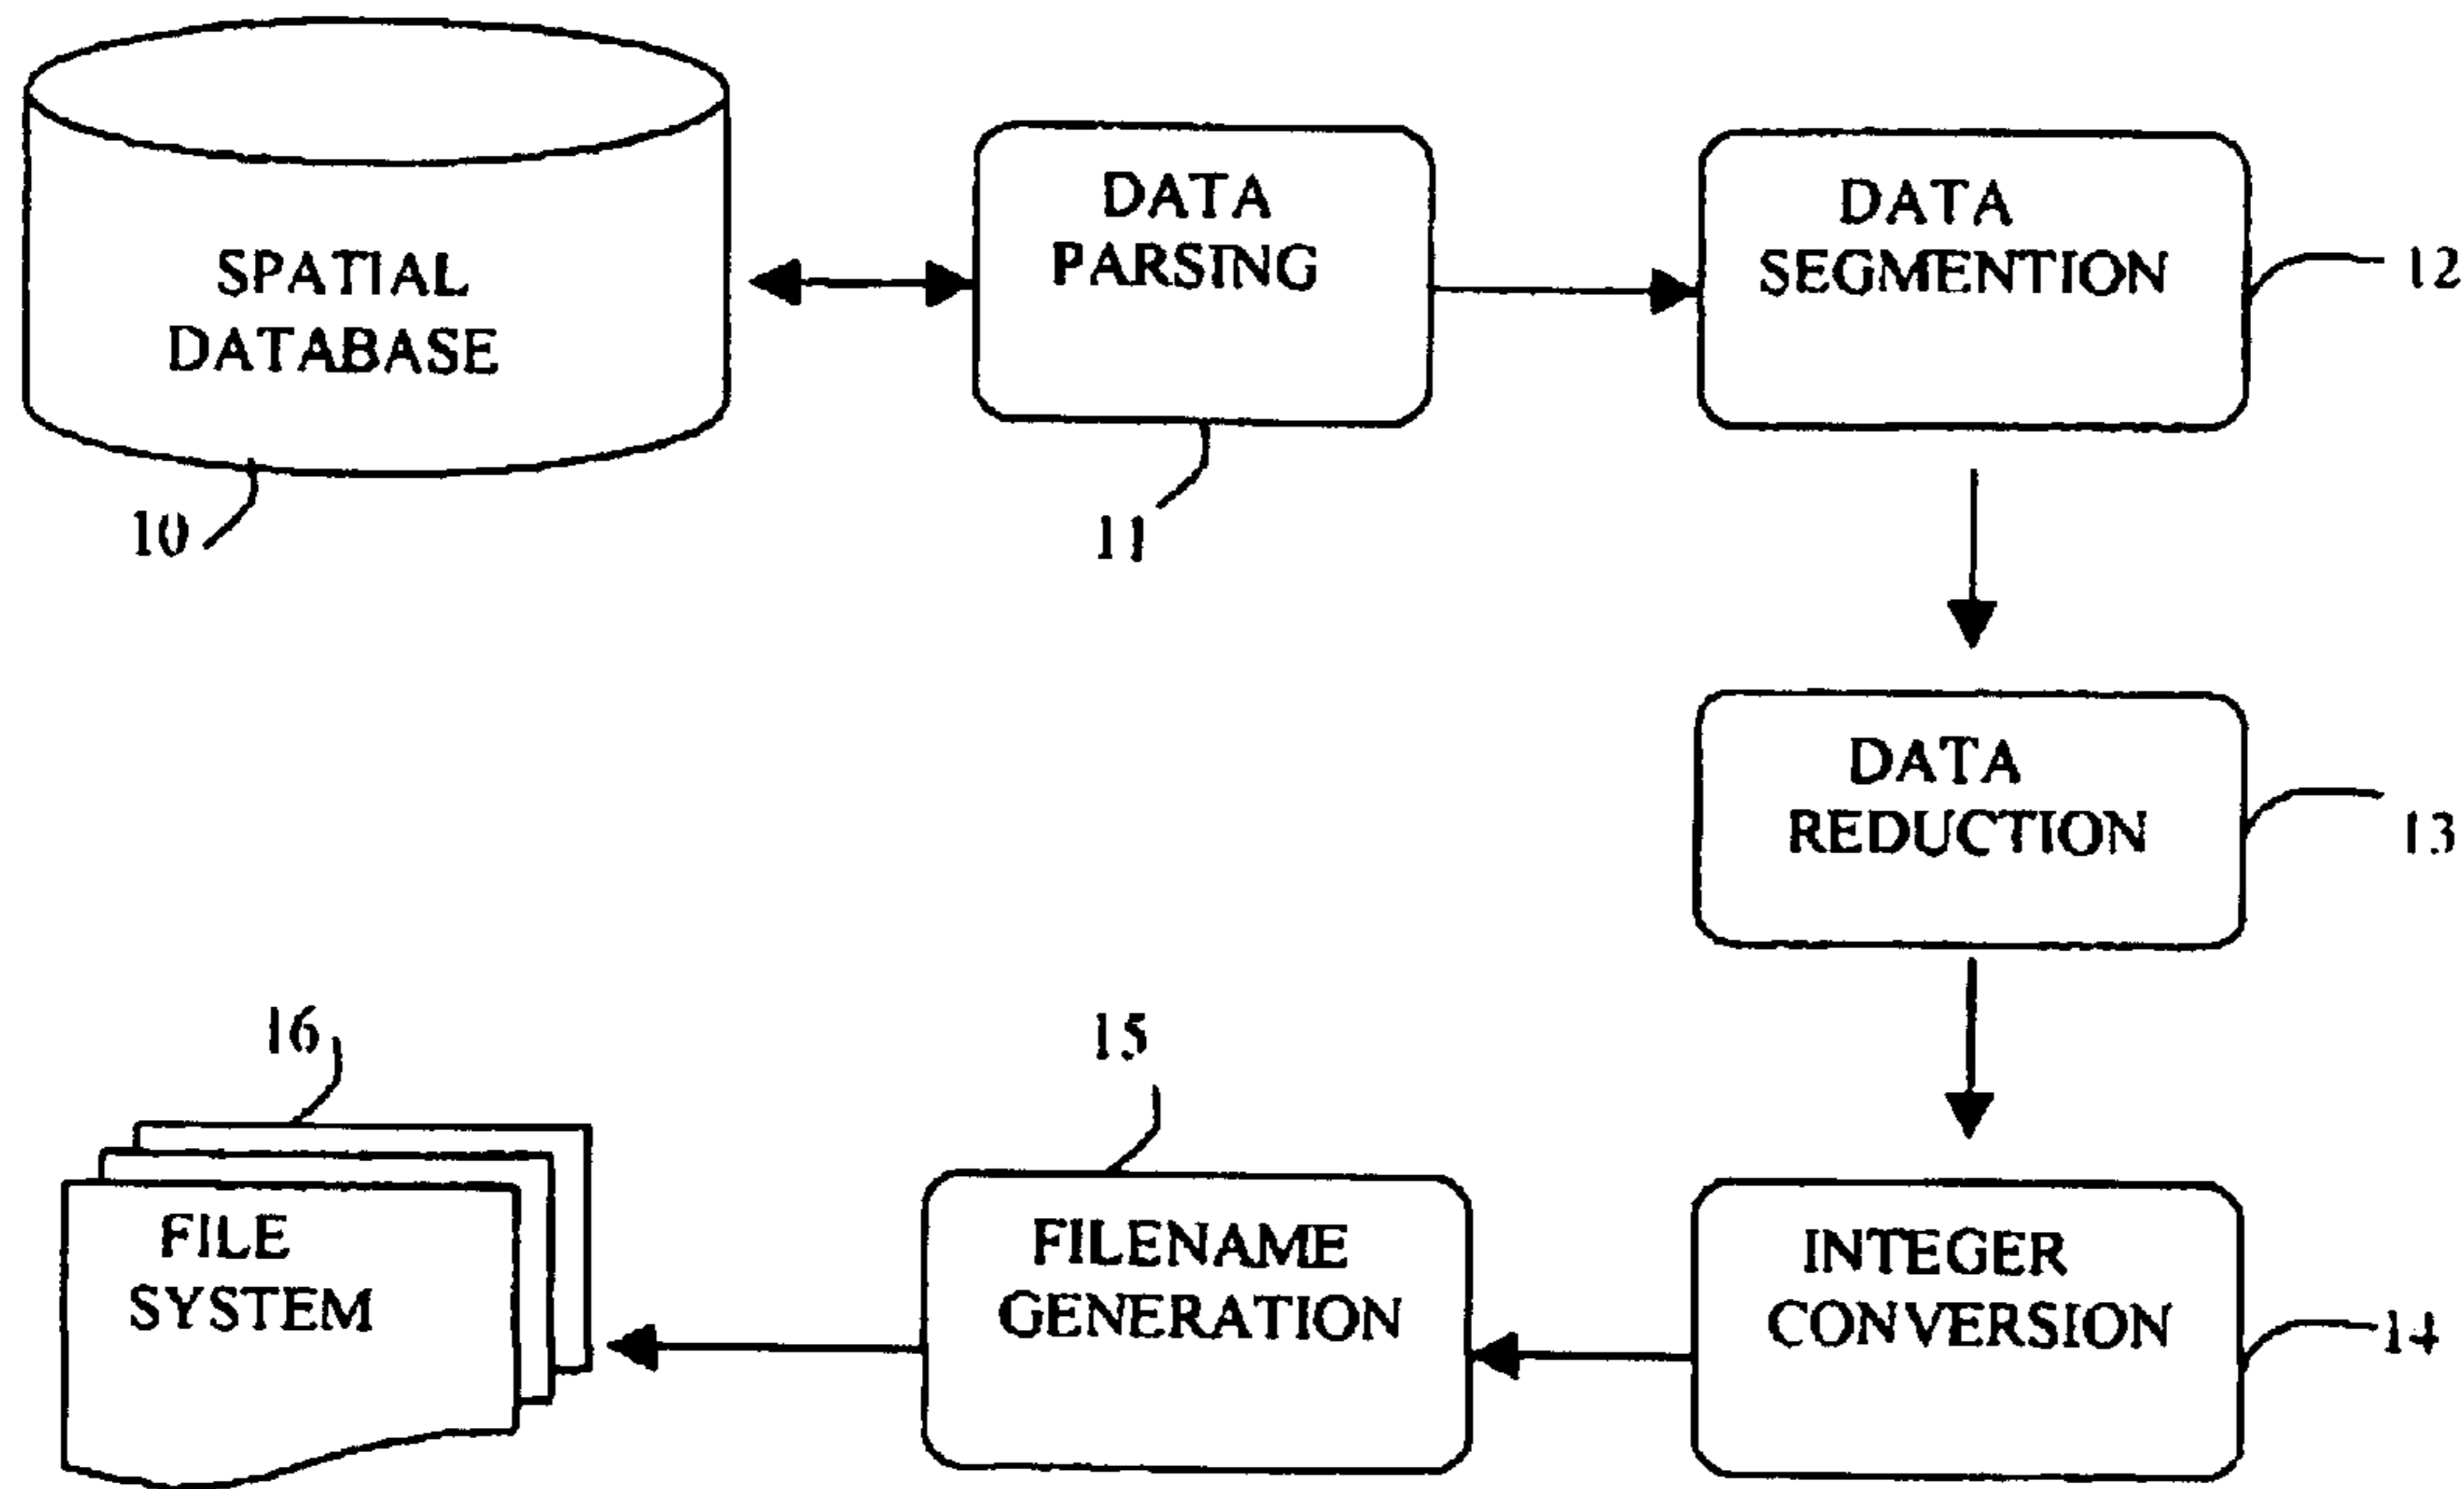 SPATIAL
DATABASE
10
DATA
PARSING
11
DATA
SEGMENTION
12
DATA
REDUCTION
13
INTEGER
CONVERSION
14
FILENAME
GENERATION
15
FILE
SYSTEM
16